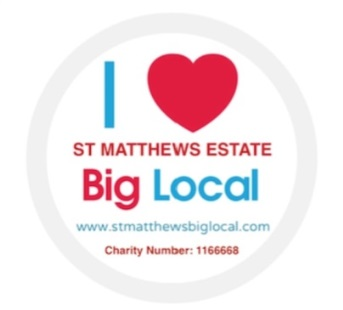 I
ST MATTHEWS ESTATE
Big Local
www.stmatthewsbiglocal.com
Charity Number: 1166668